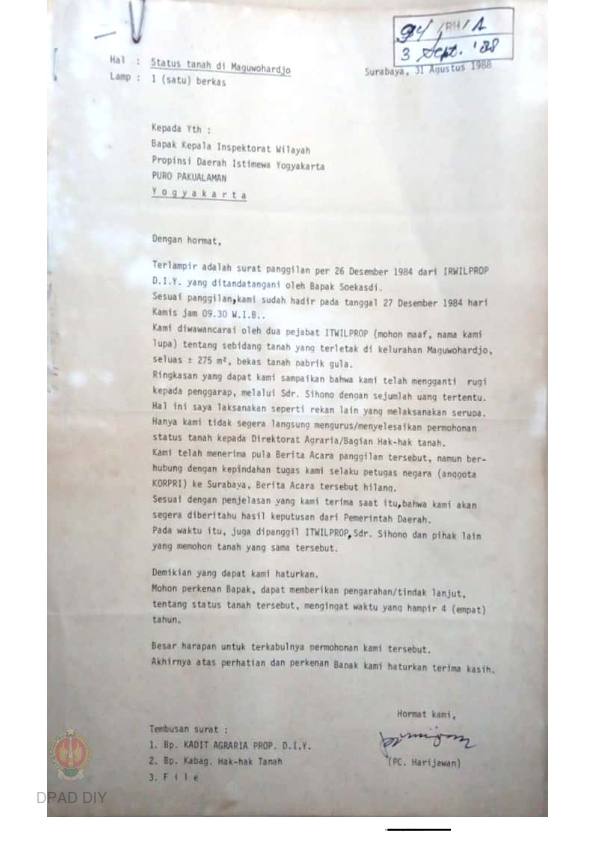 94 /RH/A
3 Sept. '88
Hal : Status tanah di Maguwohardjo
Surabaya, 31 Agustus 1988
Lamp : 1 (satu) berkas
Kepada Yth :
Bapak Kepala Inspektorat Wilayah
Propinsi Daerah Istimewa Yogyakarta
PURO PAKUALAMAN
Y o g y a k a r t a
Dengan hormat,
Terlampir adalah surat panggilan per 26 Desember 1984 dari IRWILPROP
D.I.Y. yang ditandatangani oleh Bapak Soekasdi.
Sesuai panggilan,kami sudah hadir pada tanggal 27 Desember 1984 hari
Kamis jam 09.30 W.I.B..
Kami diwawancarai oleh dua pejabat ITWILPROP (mohon maaf, nama kami
lupa) tentang sebidang tanah yang terletak di kelurahan Maguwohardjo,
seluas ± 275 m², bekas tanah pabrik gula.
Ringkasan yang dapat kami sampaikan bahwa kami telah mengganti rugi
kepada penggarap, melalui Sdr. Sihono dengan sejumlah uang tertentu.
Hal ini saya laksanakan seperti rekan lain yang melaksanakan serupa.
Hanya kami tidak segera langsung mengurus/menyelesaikan permohonan
status tanah kepada Direktorat Agraria/Bagian Hak-hak tanah.
Kami telah menerima pula Berita Acara panggilan tersebut, namun ber-
hubung dengan kepindahan tugas kami selaku petugas negara (anggota
KORPRI) ke Surabaya, Berita Acara tersebut hilang.
Sesuai dengan penjelasan yang kami terima saat itu,bahwa kami akan
segera diberitahu hasil keputusan dari Pemerintah Daerah.
Pada waktu itu, juga dipanggil ITWILPROP,Sdr. Sihono dan pihak lain
yang memohon tanah yang sama tersebut.
Demikian yang dapat kami haturkan.
Mohon perkenan Bapak, dapat memberikan pengarahan/tindak lanjut,
tentang status tanah tersebut, mengingat waktu yang hampir 4 (empat)
tahun.
Besar harapan untuk terkabulnya permohonan kami tersebut.
Akhirnya atas perhatian dan perkenan Bapak kami haturkan terima kasih.
Hormat kami,
(PC. Harijawan)
Tembusan surat :
1. Bp. KADIT AGRARIA PROP. D.I.Y.
2. Bp. Kabag. Hak-hak Tanah
3. F i l e
DPAD DIY